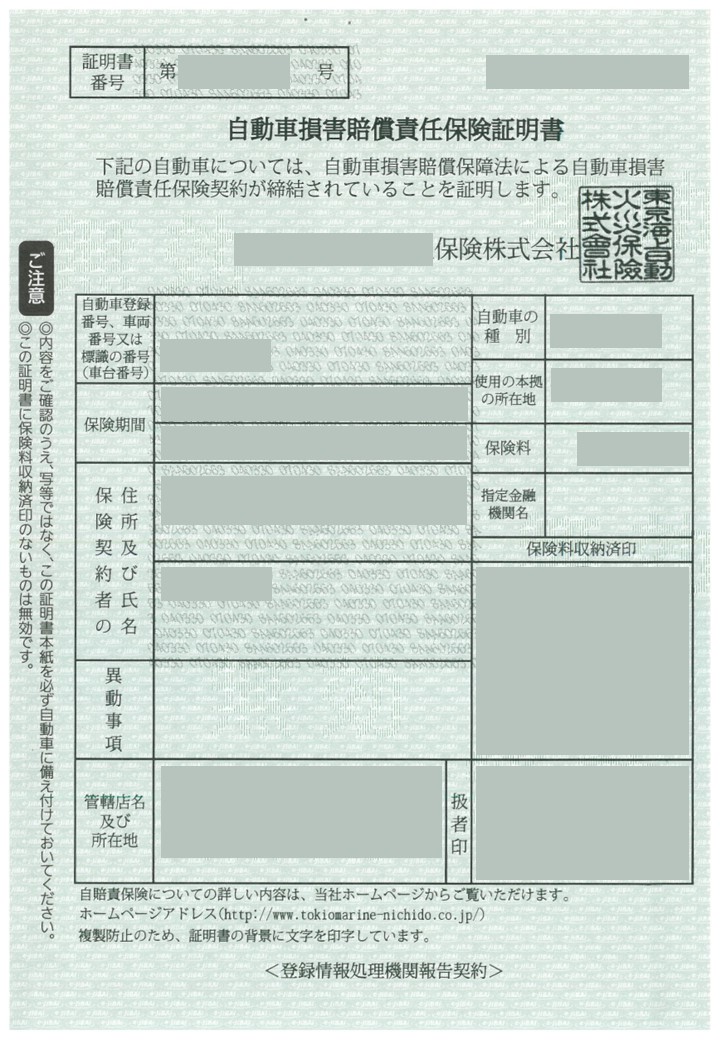 証明書
番号
第
号
自動車損害賠償責任保険証明書
下記の自動車については、自動車損害賠償保障法による自動車損害
賠償責任保険契約が締結されていることを証明します。
保険株式会社
東京海上日動
火災保険
株式會社
ご注意
◎内容をご確認のうえ、写等ではなく、この証明書本紙を必ず自動車に備え付けておいてください。
◎この証明書に保険料収納済印のないものは無効です。
自動車登録
番号、車両
番号又は
標識の番号
(車台番号)
自動車の
種別
使用の本拠
の所在地
保険期間
保険料
指定金融
機関名
保険料収納済印
保険契約者の
住所及び氏名
異動事項
管轄店名
及び
所在地
扱者印
自賠責保険についての詳しい内容は、当社ホームページからご覧いただけます。
ホームページアドレス(http://www.tokiomarine-nichido.co.jp/)
複製防止のため、証明書の背景に文字を印字しています。
<登録情報処理機関報告契約>